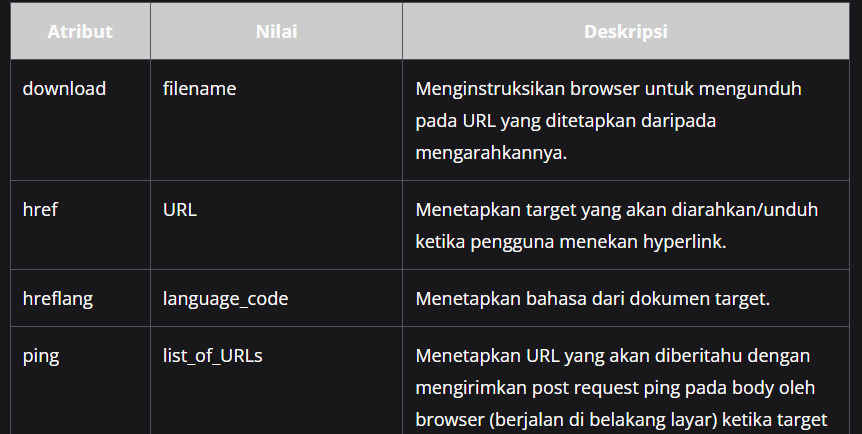 Atribut Nilai Deskripsi
download filename Menginstruksikan browser untuk mengunduh
pada URL yang ditetapkan daripada
mengarahkannya.
href URL Menetapkan target yang akan diarahkan/unduh
ketika pengguna menekan hyperlink.
hreflang language_code Menetapkan bahasa dari dokumen target.
ping list_of_URLs Menetapkan URL yang akan diberitahu dengan
mengirimkan post request ping pada body oleh
browser (berjalan di belakang layar) ketika target